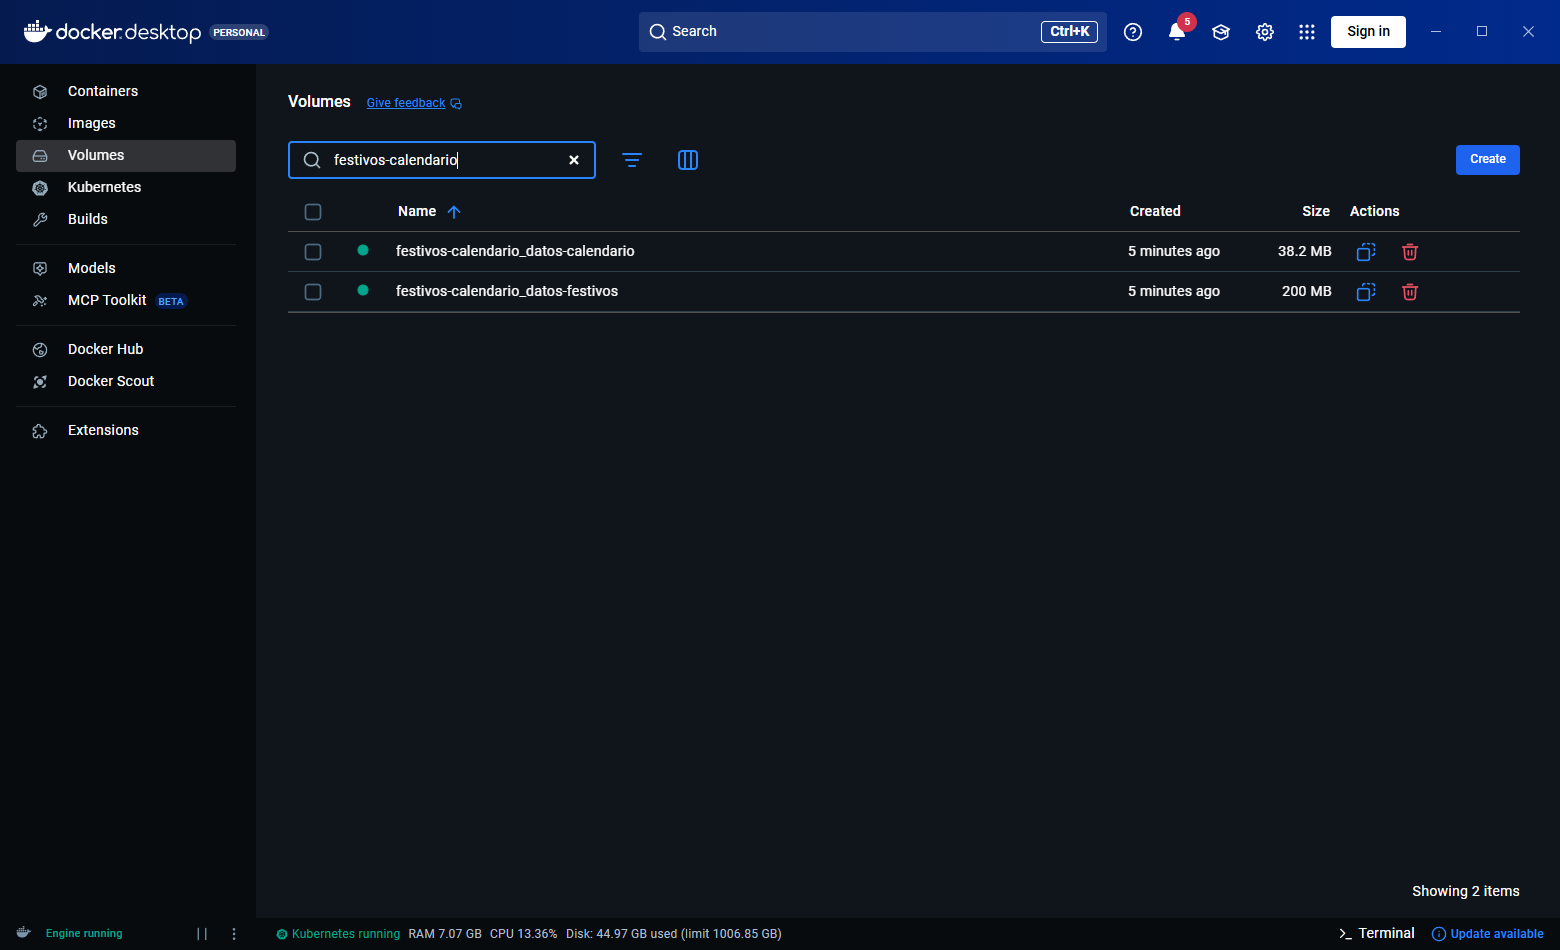 docker.desktop PERSONAL
Search Ctrl+K
5
Sign in
Containers
Images
Volumes
Kubernetes
Builds
Models
MCP Toolkit BETA
Docker Hub
Docker Scout
Extensions
Volumes Give feedback
festivos-calendario
Create
Name Created Size Actions
festivos-calendario_datos-calendario 5 minutes ago 38.2 MB
festivos-calendario_datos-festivos 5 minutes ago 200 MB
Showing 2 items
Engine running
Kubernetes running RAM 7.07 GB CPU 13.36% Disk: 44.97 GB used (limit 1006.85 GB)
>_ Terminal
Update available